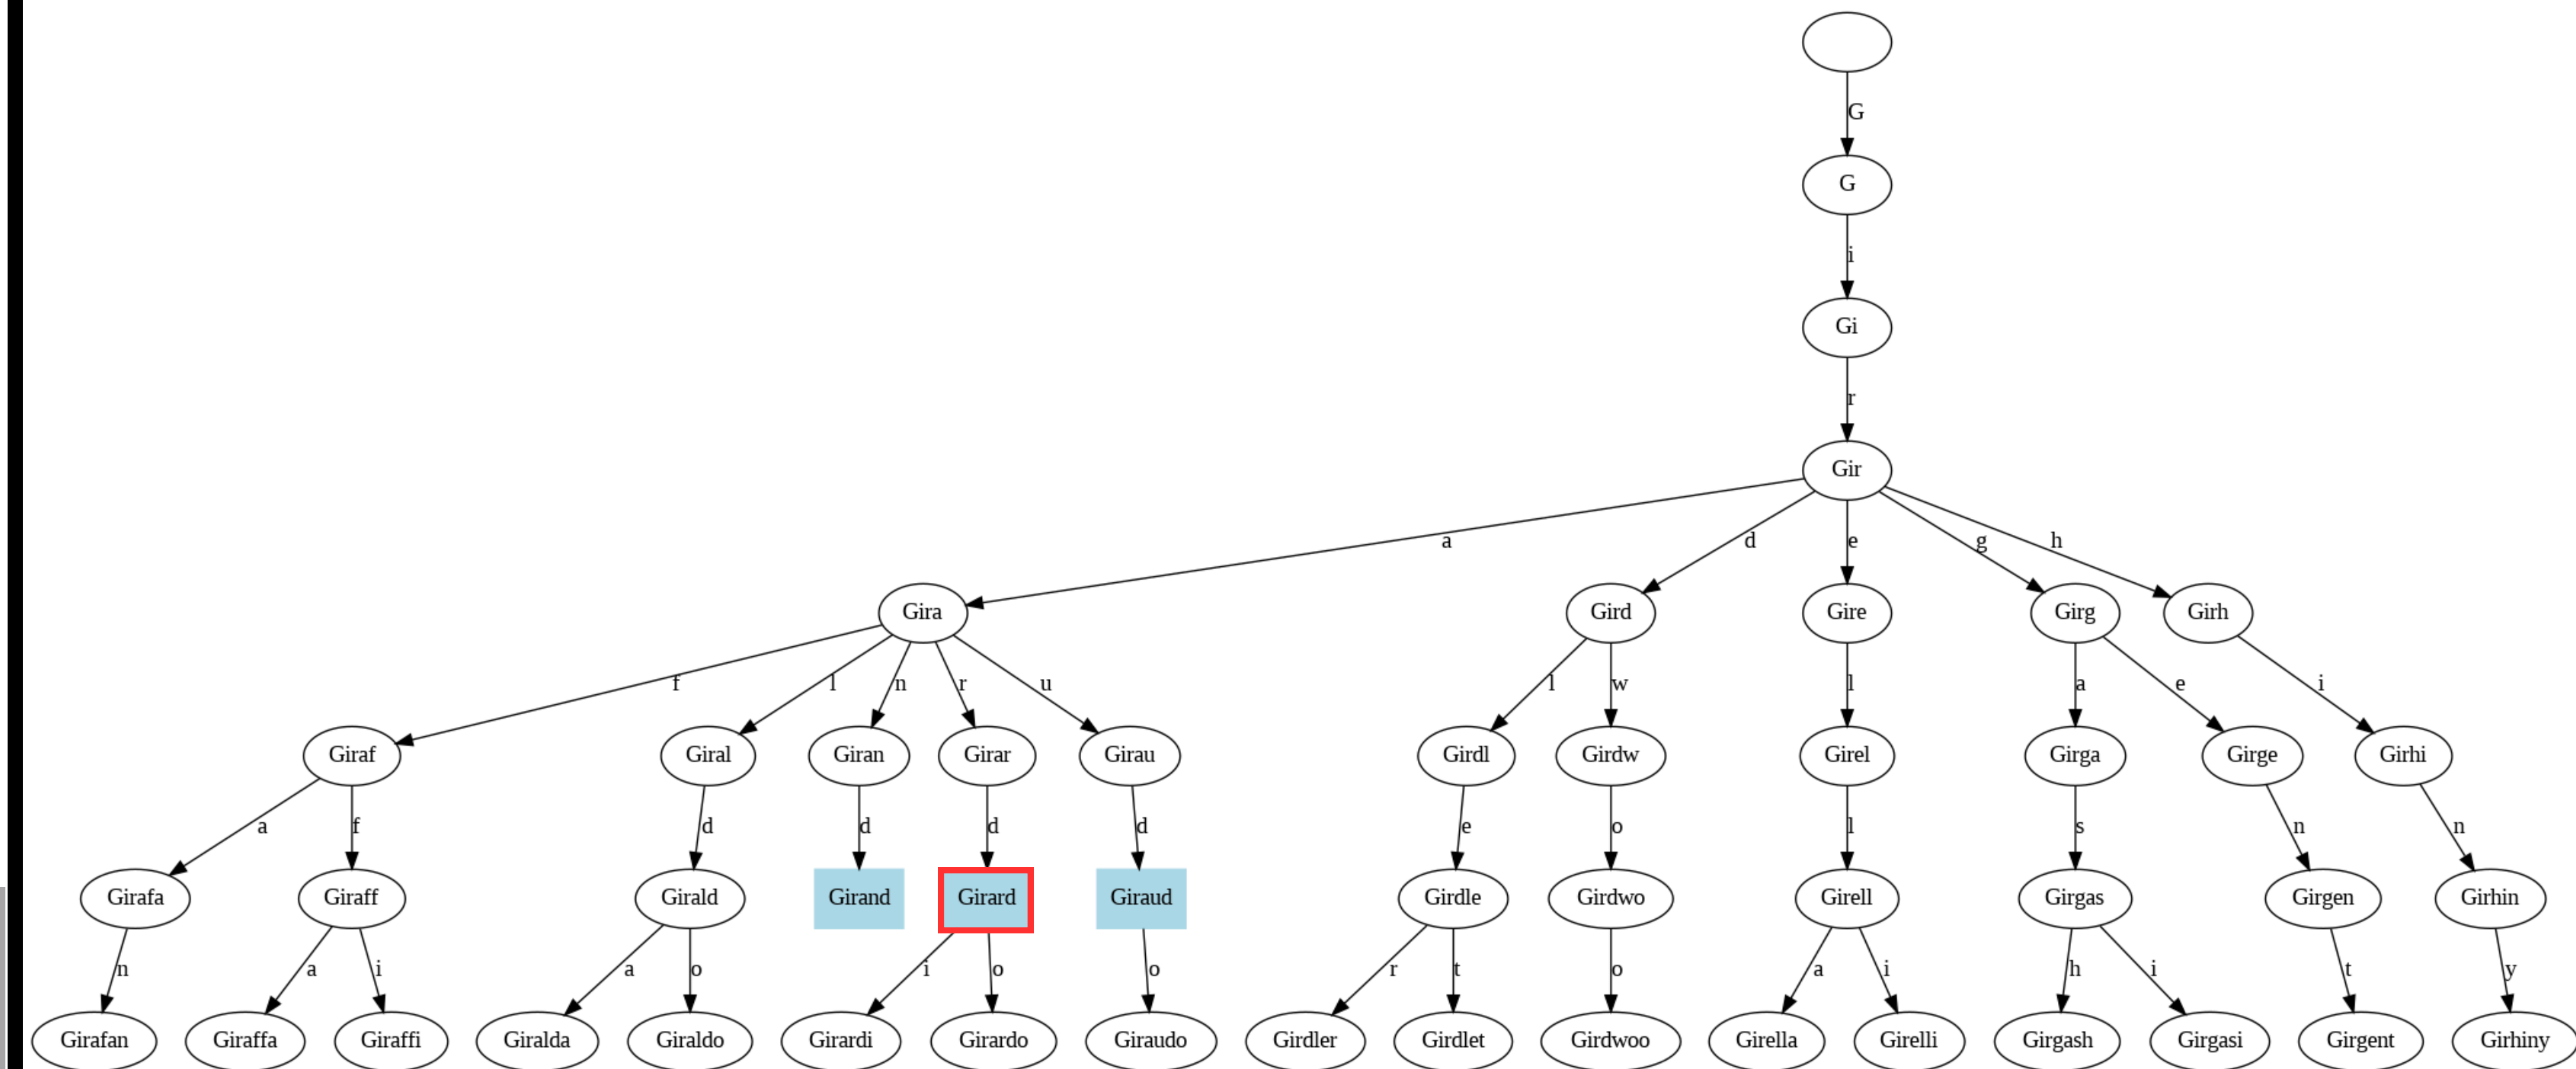 G
G
i
Gi
r
Gir
a d e g h
Gira Gird Gire Girg Girh
f l n r u l w l a e i
Giraf Giral Giran Girar Girau Girdl Girdw Girel Girga Girge Girhi
a f d d d d e o l s n n
Girafa Giraff Girald Girand Girard Giraud Girdle Girdwo Girell Girgas Girgen Girhin
n a i a o i o o r t o a i h i t y
Girafan Giraffa Giraffi Giralda Giraldo Girardi Girardo Giraudo Girdler Girdlet Girdwoo Girella Girelli Girgash Girgasi Girgent Girhiny